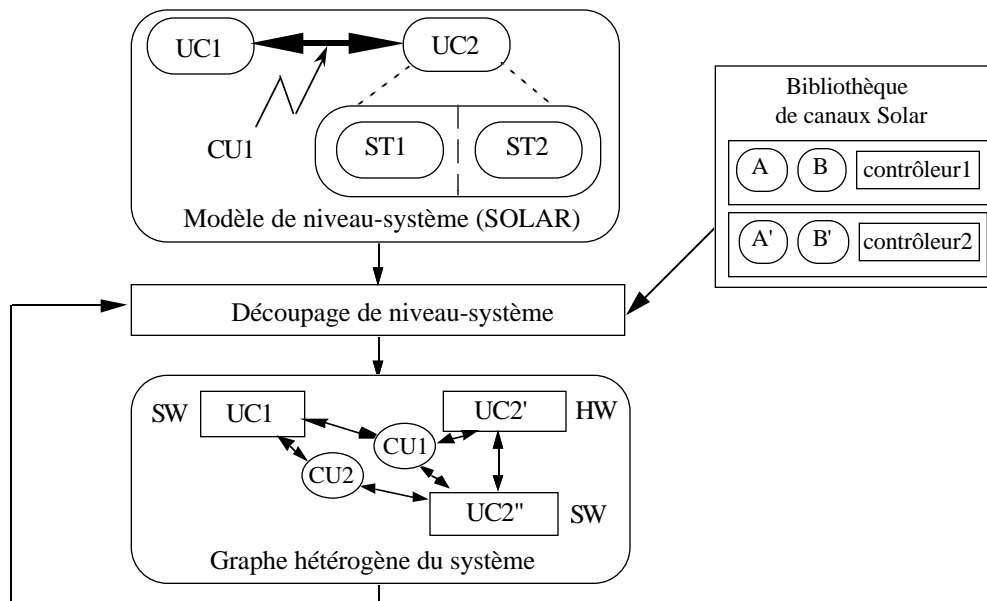 UC1
UC2
CU1
ST1
ST2
Modèle de niveau-système (SOLAR)
Bibliothèque
de canaux Solar
A
B
contrôleur1
A'
B'
contrôleur2
Découpage de niveau-système
SW
UC1
UC2'
HW
CU1
CU2
UC2"
SW
Graphe hétérogène du système